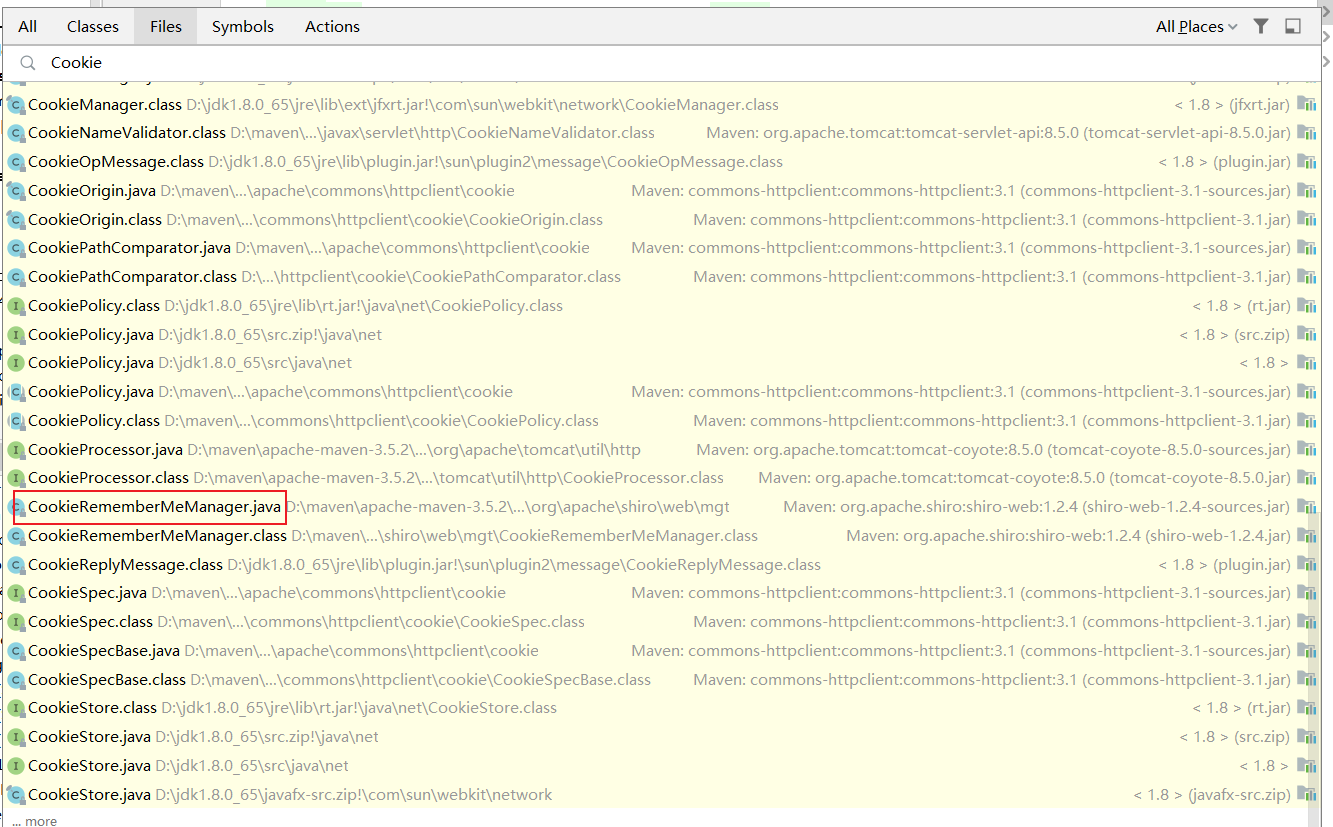 All Classes Files Symbols Actions All Places
Cookie
CookieManager.class D:\jdk1.8.0_65\jre\lib\ext\jfxrt.jar!\com\sun\webkit\network\CookieManager.class < 1.8 > (jfxrt.jar)
CookieNameValidator.class D:\maven\...\javax\servlet\http\CookieNameValidator.class Maven: org.apache.tomcat:tomcat-servlet-api:8.5.0 (tomcat-servlet-api-8.5.0.jar)
CookieOpMessage.class D:\jdk1.8.0_65\jre\lib\plugin.jar!\sun\plugin2\message\CookieOpMessage.class < 1.8 > (plugin.jar)
CookieOrigin.java D:\maven\...\apache\commons\httpclient\cookie Maven: commons-httpclient:commons-httpclient:3.1 (commons-httpclient-3.1-sources.jar)
CookieOrigin.class D:\maven\...\commons\httpclient\cookie\CookieOrigin.class Maven: commons-httpclient:commons-httpclient:3.1 (commons-httpclient-3.1.jar)
CookiePathComparator.java D:\maven\...\apache\commons\httpclient\cookie Maven: commons-httpclient:commons-httpclient:3.1 (commons-httpclient-3.1-sources.jar)
CookiePathComparator.class D:\...\httpclient\cookie\CookiePathComparator.class Maven: commons-httpclient:commons-httpclient:3.1 (commons-httpclient-3.1.jar)
CookiePolicy.class D:\jdk1.8.0_65\jre\lib\rt.jar!\java\net\CookiePolicy.class < 1.8 > (rt.jar)
CookiePolicy.java D:\jdk1.8.0_65\src.zip!\java\net < 1.8 > (src.zip)
CookiePolicy.java D:\jdk1.8.0_65\src\java\net < 1.8 >
CookiePolicy.java D:\maven\...\apache\commons\httpclient\cookie Maven: commons-httpclient:commons-httpclient:3.1 (commons-httpclient-3.1-sources.jar)
CookiePolicy.class D:\maven\...\commons\httpclient\cookie\CookiePolicy.class Maven: commons-httpclient:commons-httpclient:3.1 (commons-httpclient-3.1.jar)
CookieProcessor.java D:\maven\apache-maven-3.5.2\...\org\apache\tomcat\util\http Maven: org.apache.tomcat:tomcat-coyote:8.5.0 (tomcat-coyote-8.5.0-sources.jar)
CookieProcessor.class D:\maven\apache-maven-3.5.2\...\tomcat\util\http\CookieProcessor.class Maven: org.apache.tomcat:tomcat-coyote:8.5.0 (tomcat-coyote-8.5.0.jar)
CookieRememberMeManager.java D:\maven\apache-maven-3.5.2\...\org\apache\shiro\web\mgt Maven: org.apache.shiro:shiro-web:1.2.4 (shiro-web-1.2.4-sources.jar)
CookieRememberMeManager.class D:\maven\...\shiro\web\mgt\CookieRememberMeManager.class Maven: org.apache.shiro:shiro-web:1.2.4 (shiro-web-1.2.4.jar)
CookieReplyMessage.class D:\jdk1.8.0_65\jre\lib\plugin.jar!\sun\plugin2\message\CookieReplyMessage.class < 1.8 > (plugin.jar)
CookieSpec.java D:\maven\...\apache\commons\httpclient\cookie Maven: commons-httpclient:commons-httpclient:3.1 (commons-httpclient-3.1-sources.jar)
CookieSpec.class D:\maven\...\commons\httpclient\cookie\CookieSpec.class Maven: commons-httpclient:commons-httpclient:3.1 (commons-httpclient-3.1.jar)
CookieSpecBase.java D:\maven\...\apache\commons\httpclient\cookie Maven: commons-httpclient:commons-httpclient:3.1 (commons-httpclient-3.1-sources.jar)
CookieSpecBase.class D:\maven\...\commons\httpclient\cookie\CookieSpecBase.class Maven: commons-httpclient:commons-httpclient:3.1 (commons-httpclient-3.1.jar)
CookieStore.class D:\jdk1.8.0_65\jre\lib\rt.jar!\java\net\CookieStore.class < 1.8 > (rt.jar)
CookieStore.java D:\jdk1.8.0_65\src.zip!\java\net < 1.8 > (src.zip)
CookieStore.java D:\jdk1.8.0_65\src\java\net < 1.8 >
CookieStore.java D:\jdk1.8.0_65\javafx-src.zip!\com\sun\webkit\network < 1.8 > (javafx-src.zip)
... more